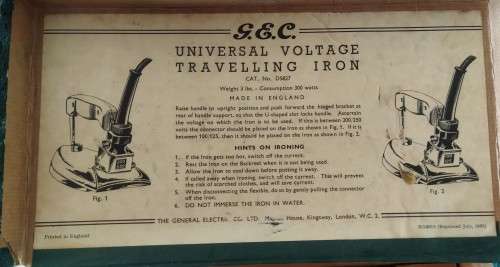 G.E.C.
UNIVERSAL VOLTAGE
TRAVELLING IRON
CAT. No. D5827
Weight 3 lbs. - Consumption 300 watts
MADE IN ENGLAND
Raise handle to upright position and push forward the hinged bracket at
rear of handle support, so that the U-shaped slot locks handle. Ascertain
the voltage on which the iron is to be used. If this is between 200/250
volts the connector should be placed on the iron as shown in Fig. 1. If it is
between 100/125, then it should be placed on the iron as shown in Fig. 2.
HINTS ON IRONING
1. If the iron gets too hot, switch off the current.
2. Rest the iron on the Bulldisk when it is not being used.
3. Allow the iron to cool down before putting it away.
4. If called away when ironing, switch off the current. This will prevent
the risk of scorched clothes, and will save current.
5. When disconnecting the flexible, do so by gently pulling the connector
off the iron.
6. DO NOT IMMERSE THE IRON IN WATER.
Fig. 1
Fig. 2
THE GENERAL ELECTRIC CO. LTD. House, Kingsway, London, W.C. 2.
Printed in England
(Reprinted July,